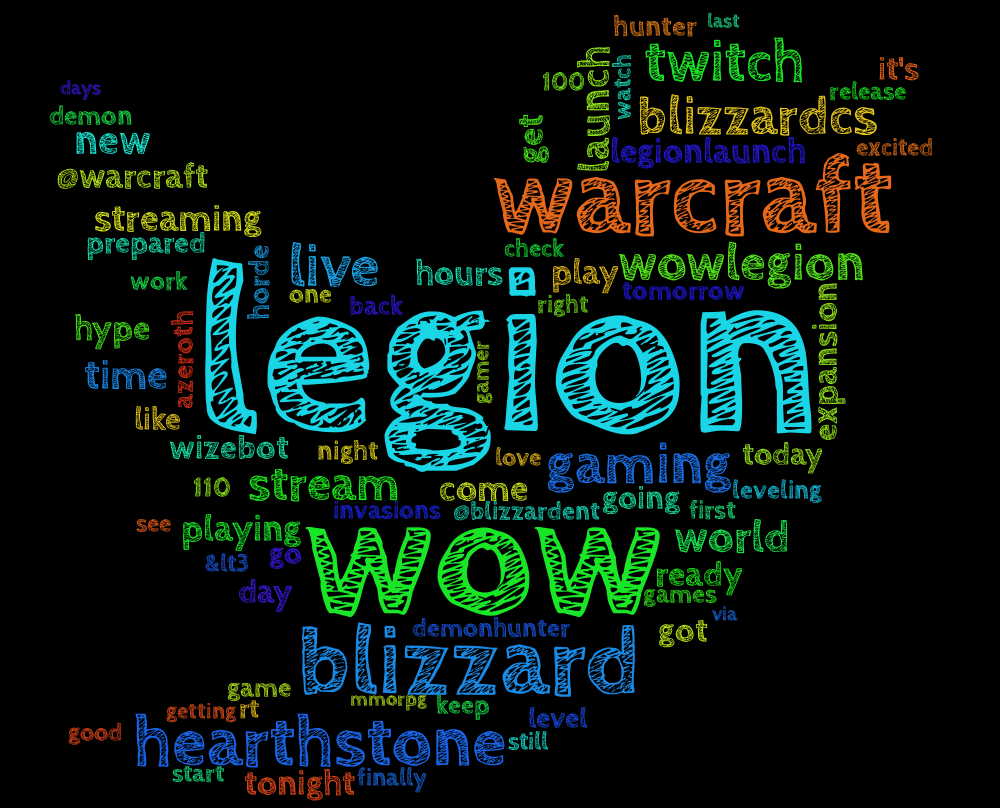 hunter last
twitch
it's
100
launch
watch
release
days
demon
blizzardcs
get
new
legionlaunch
excited
@warcraft
warcraft
streaming
prepared
horde
live
hours
check
play
wowlegion
work
one
back
right
tomorrow
expansion
hype
azeroth
legion
gamer
time
like
wizebot
night
love
gaming
today
110
stream
come
going
leveling
invasions
@blizzardent
first
see
playing
wow
world
&lt3
go
ready
day
games
via
demonhunter
got
blizzard
game
mmorpg
keep
getting
rt
level
good
hearthstone
still
start
tonight
finally